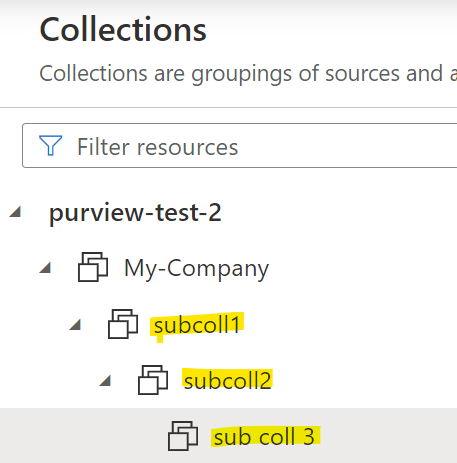 Collections
Collections are groupings of sources and a
Filter resources
purview-test-2
My-Company
subcoll1
subcoll2
sub coll 3